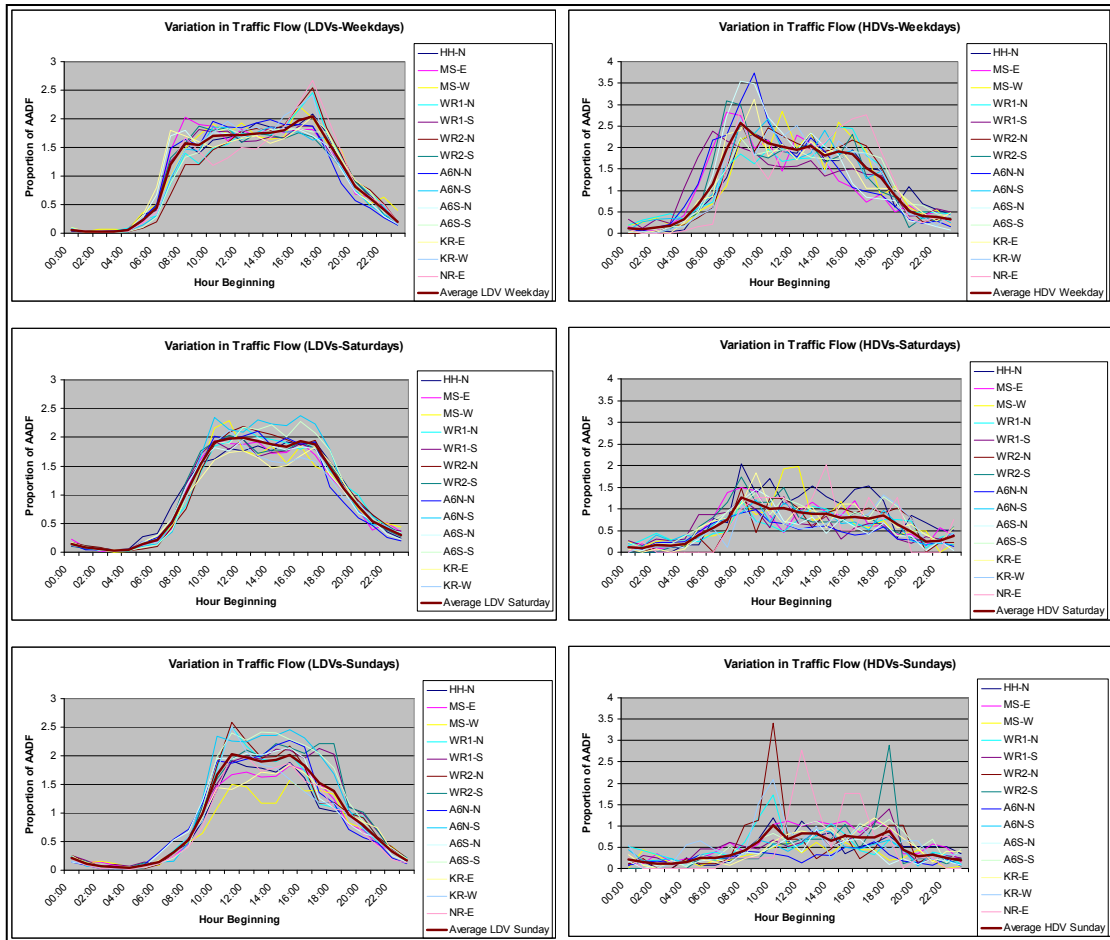 Variation in Traffic Flow (LDVs-Weekdays)
Proportion of AADF
3
2.5
2
1.5
1
0.5
0
00:00
02:00
04:00
06:00
08:00
10:00
12:00
14:00
16:00
18:00
20:00
22:00
Hour Beginning
HH-N
MS-E
MS-W
WR1-N
WR1-S
WR2-N
WR2-S
A6N-N
A6N-S
A6S-N
A6S-S
KR-E
KR-W
NR-E
Average LDV Weekday
Variation in Traffic Flow (HDVs-Weekdays)
Proportion of AADF
4
3.5
3
2.5
2
1.5
1
0.5
0
00:00
02:00
04:00
06:00
08:00
10:00
12:00
14:00
16:00
18:00
20:00
22:00
Hour Beginning
HH-N
MS-E
MS-W
WR1-N
WR1-S
WR2-N
WR2-S
A6N-N
A6N-S
A6S-N
A6S-S
KR-E
KR-W
NR-E
Average HDV Weekday
Variation in Traffic Flow (LDVs-Saturdays)
Proportion of AADF
3
2.5
2
1.5
1
0.5
0
00:00
02:00
04:00
06:00
08:00
10:00
12:00
14:00
16:00
18:00
20:00
22:00
Hour Beginning
HH-N
MS-E
MS-W
WR1-N
WR1-S
WR2-N
WR2-S
A6N-N
A6N-S
A6S-N
A6S-S
KR-E
KR-W
Average LDV Saturday
Variation in Traffic Flow (HDVs-Saturdays)
Proportion of AADF
4
3.5
3
2.5
2
1.5
1
0.5
0
00:00
02:00
04:00
06:00
08:00
10:00
12:00
14:00
16:00
18:00
20:00
22:00
Hour Beginning
HH-N
MS-E
MS-W
WR1-N
WR1-S
WR2-N
WR2-S
A6N-N
A6N-S
A6S-N
A6S-S
KR-E
KR-W
NR-E
Average HDV Saturday
Variation in Traffic Flow (LDVs-Sundays)
Proportion of AADF
3
2.5
2
1.5
1
0.5
0
00:00
02:00
04:00
06:00
08:00
10:00
12:00
14:00
16:00
18:00
20:00
22:00
Hour Beginning
HH-N
MS-E
MS-W
WR1-N
WR1-S
WR2-N
WR2-S
A6N-N
A6N-S
A6S-N
A6S-S
KR-E
KR-W
NR-E
Average LDV Sunday
Variation in Traffic Flow (HDVs-Sundays)
Proportion of AADF
4
3.5
3
2.5
2
1.5
1
0.5
0
00:00
02:00
04:00
06:00
08:00
10:00
12:00
14:00
16:00
18:00
20:00
22:00
Hour Beginning
HH-N
MS-E
MS-W
WR1-N
WR1-S
WR2-N
WR2-S
A6N-N
A6N-S
A6S-N
A6S-S
KR-E
KR-W
NR-E
Average HDV Sunday